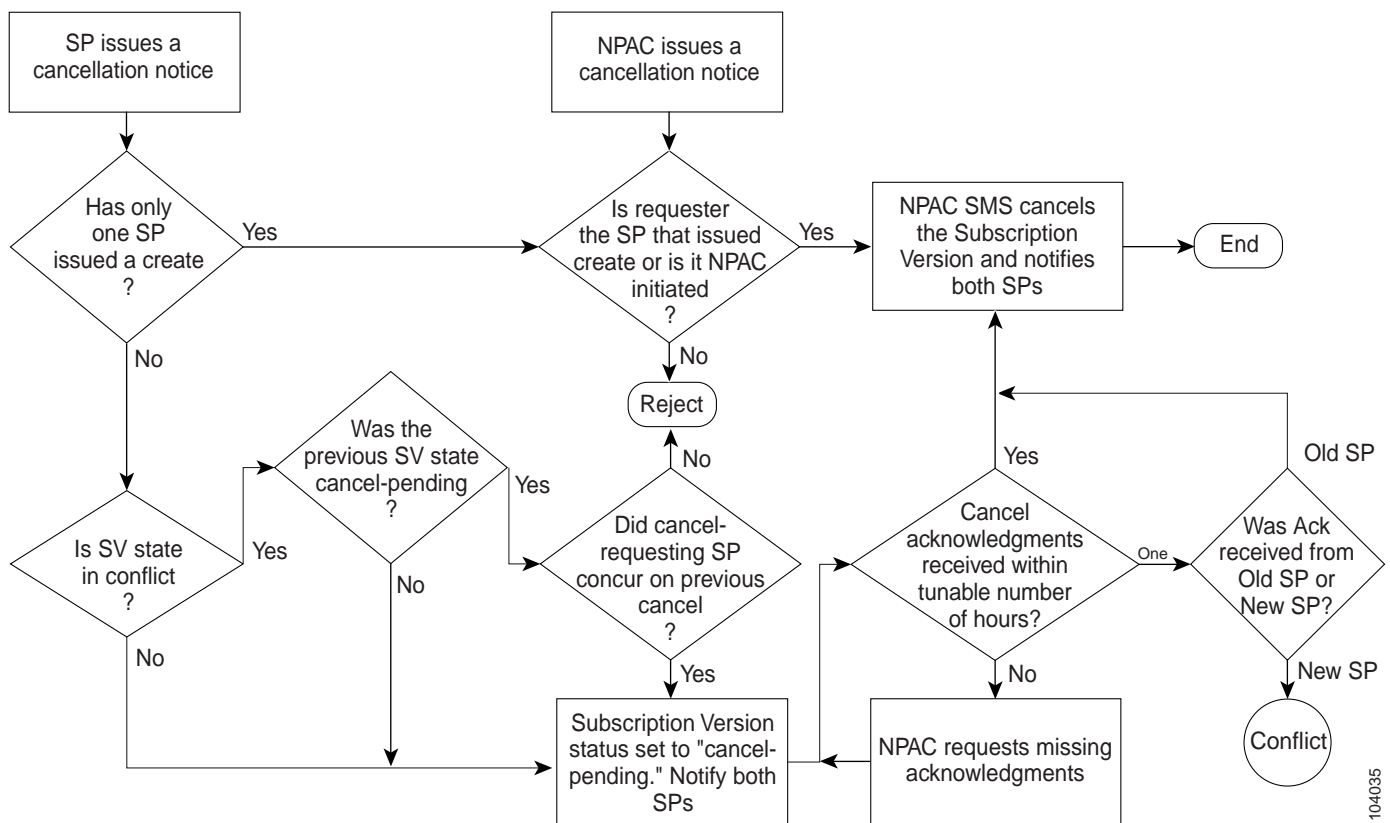 SP issues a
cancellation notice
NPAC issues a
cancellation notice
Has only
one SP
issued a create
?
Yes
No
Is requester
the SP that issued
create or is it NPAC
initiated
?
Yes
No
NPAC SMS cancels
the Subscription
Version and notifies
both SPs
End
Reject
Was the
previous SV state
cancel-pending
?
Yes
No
No
Did cancel-
requesting SP
concur on previous
cancel
?
Yes
Is SV state
in conflict
?
Yes
No
Yes
Cancel
acknowledgments
received within
tunable number
of hours?
One
No
Old SP
Was Ack
received from
Old SP or
New SP?
New SP
Subscription Version
status set to "cancel-
pending." Notify both
SPs
NPAC requests missing
acknowledgments
Conflict
104035